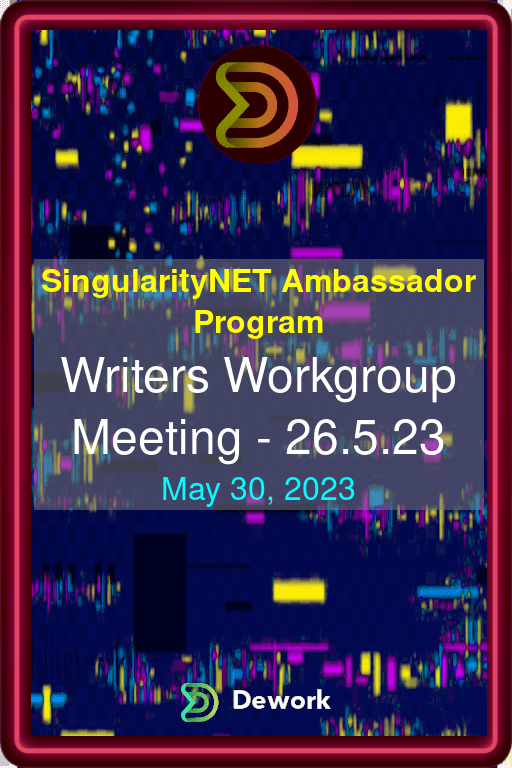 SingularityNET Ambassador
Program
Writers Workgroup
Meeting - 26.5.23
May 30, 2023
Dework